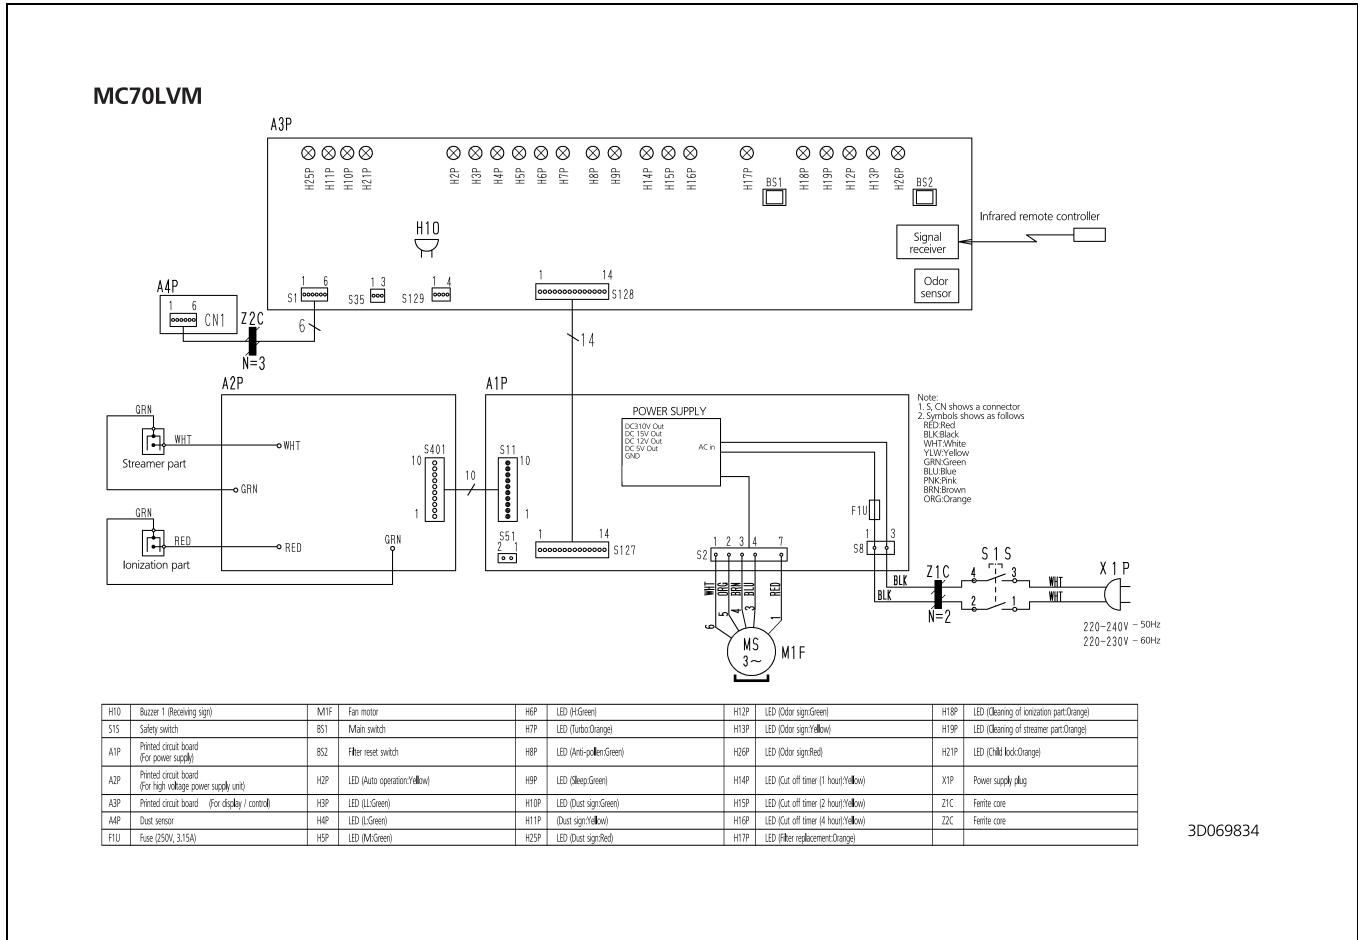 MC70LVM
A3P
H25P H11P H10P H21P H2P H3P H4P H5P H6P H7P H8P H9P H14P H15P H16P H17P H18P H19P H12P H13P H26P
BS1 BS2
Infrared remote controller
Signal
receiver
Odor
sensor
H10
1 6
S1
1 3
S35
1 4
S129
1 14
S128
A4P
1 6
CN1
Z2C
N=3
6
14
A2P
A1P
GRN
WHT
Streamer part
WHT
GRN
GRN
RED
Ionization part
RED
GRN
S401
10
1
10
S11
10
1
S51
2 1
1 14
S127
POWER SUPPLY
DC310V Out
DC 15V Out
DC 12V Out
DC 5V Out
GND
AC in
F1U
1 3
S8
1 2 3 4 7
S2
WHT ORG BRN BLU RED
6 5 4 3 1
MS
3~
M1F
Note:
1. S, CN shows a connector
2. Symbols shows as follows
RED:Red
BLK:Black
WHT:White
YLW:Yellow
GRN:Green
BLU:Blue
PNK:Pink
BRN:Brown
ORG:Orange
BLK
BLK
Z1C
N=2
S1S
4 3
2 1
WHT
WHT
X1P
220-240V – 50Hz
220-230V – 60Hz
H10 Buzzer 1 (Receiving sign) M1F Fan motor H6P LED (H:Green) H12P LED (Odor sign:Green) H18P LED (Cleaning of ionization part:Orange)
S1S Safety switch BS1 Main switch H7P LED (Turbo:Orange) H13P LED (Odor sign:Yellow) H19P LED (Cleaning of streamer part:Orange)
A1P Printed circuit board (For power supply) BS2 Filter reset switch H8P LED (Anti-pollen:Green) H26P LED (Odor sign:Red) H21P LED (Child lock:Orange)
A2P Printed circuit board (For high voltage power supply unit) H2P LED (Auto operation:Yellow) H9P LED (Sleep:Green) H14P LED (Cut off timer (1 hour):Yellow) X1P Power supply plug
A3P Printed circuit board (For display / control) H3P LED (LL:Green) H10P LED (Dust sign:Green) H15P LED (Cut off timer (2 hour):Yellow) Z1C Ferrite core
A4P Dust sensor H4P LED (L:Green) H11P (Dust sign:Yellow) H16P LED (Cut off timer (4 hour):Yellow) Z2C Ferrite core
F1U Fuse (250V, 3.15A) H5P LED (M:Green) H25P LED (Dust sign:Red) H17P LED (Filter replacement:Orange)
3D069834